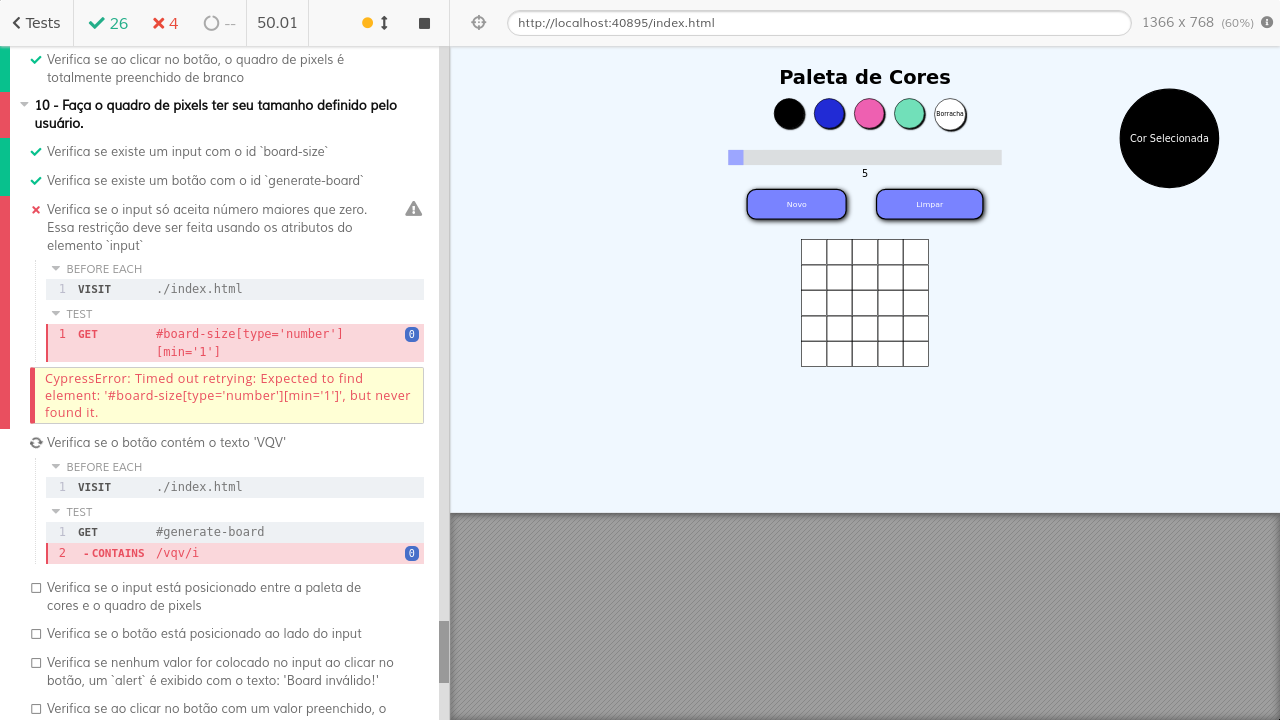 Tests
26
4
--
50.01
http://localhost:40895/index.html
1366 x 768 (60%)
Verifica se ao clicar no botão, o quadro de pixels é
totalmente preenchido de branco
10 - Faça o quadro de pixels ter seu tamanho definido pelo
usuário.
Verifica se existe um input com o id `board-size`
Verifica se existe um botão com o id `generate-board`
Verifica se o input só aceita número maiores que zero.
Essa restrição deve ser feita usando os atributos do
elemento `input`
BEFORE EACH
1 VISIT ./index.html
TEST
1 GET #board-size[type='number']
[min='1']
0
CypressError: Timed out retrying: Expected to find
element: '#board-size[type='number'][min='1']', but never
found it.
Verifica se o botão contém o texto 'VQV'
BEFORE EACH
1 VISIT ./index.html
TEST
1 GET #generate-board
2 -CONTAINS /vqv/i 0
Verifica se o input está posicionado entre a paleta de
cores e o quadro de pixels
Verifica se o botão está posicionado ao lado do input
Verifica se nenhum valor for colocado no input ao clicar no
botão, um `alert` é exibido com o texto: 'Board inválido!'
Verifica se ao clicar no botão com um valor preenchido, o
Paleta de Cores
Borracha
Cor Selecionada
5
Novo
Limpar